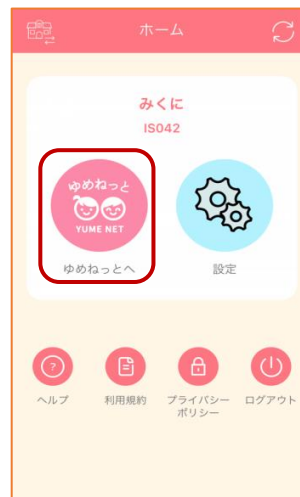 ホーム
みくに
IS042
ゆめねっと
YUME NET
ゆめねっとへ
設定
?
ヘルプ
利用規約
プライバシー
ポリシー
ログアウト